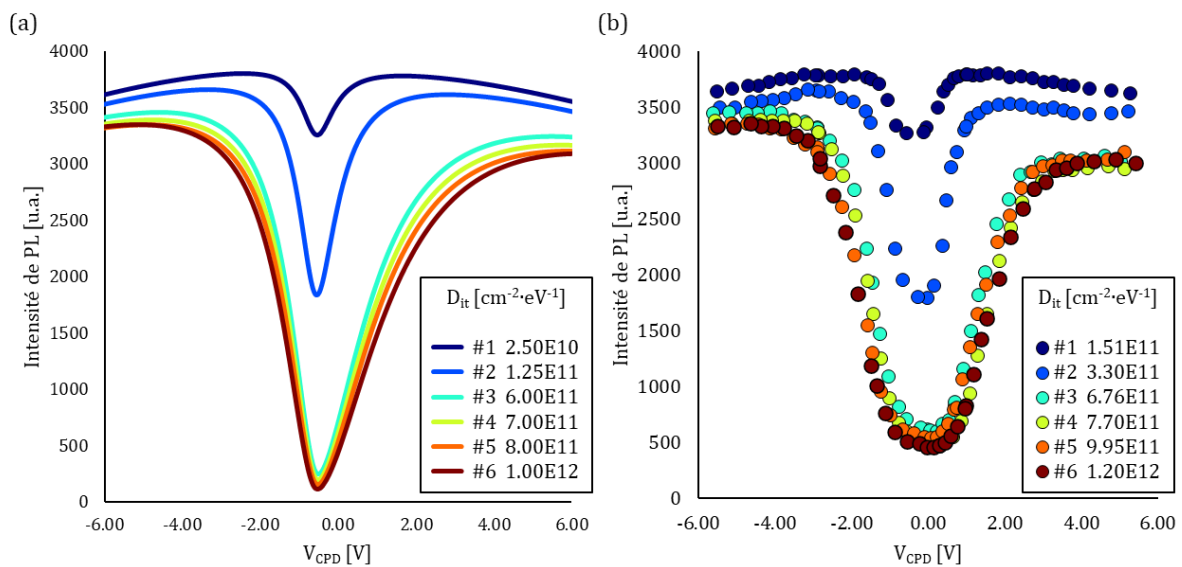 (a)
Intensité de PL [u.a.]
4000
3500
3000
2500
2000
1500
1000
500
0
D_it [cm⁻²·eV⁻¹]
#1 2.50E10
#2 1.25E11
#3 6.00E11
#4 7.00E11
#5 8.00E11
#6 1.00E12
-6.00 -4.00 -2.00 0.00 2.00 4.00 6.00
V_CPD [V]
(b)
Intensité de PL [u.a.]
4000
3500
3000
2500
2000
1500
1000
500
0
D_it [cm⁻²·eV⁻¹]
#1 1.51E11
#2 3.30E11
#3 6.76E11
#4 7.70E11
#5 9.95E11
#6 1.20E12
-6.00 -4.00 -2.00 0.00 2.00 4.00 6.00
V_CPD [V]